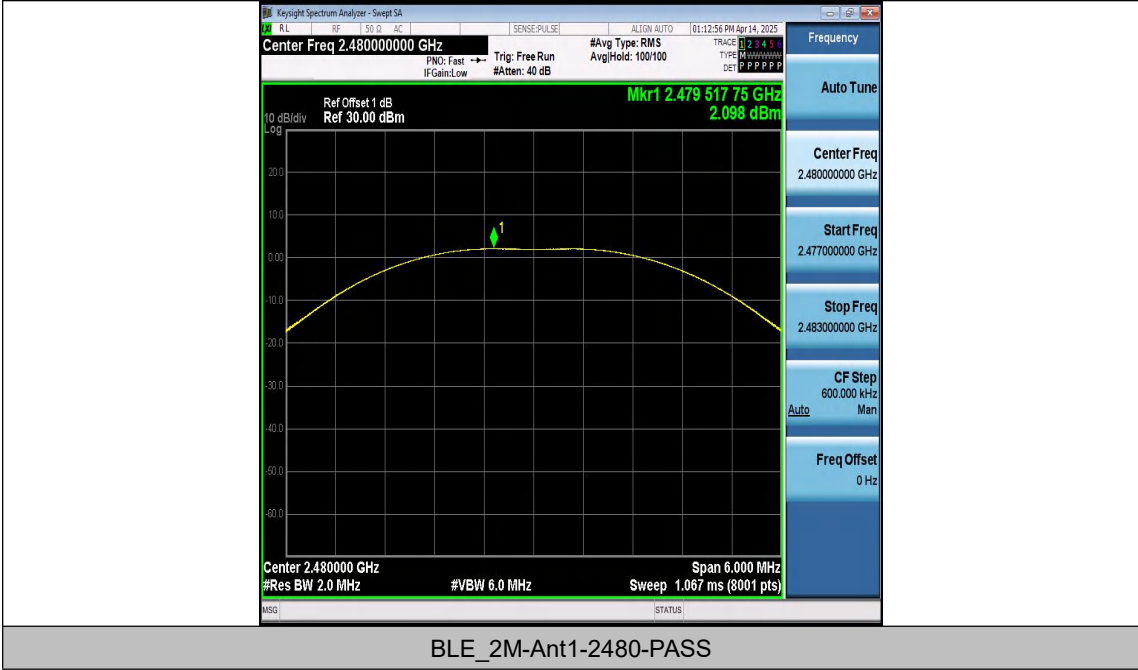 Keysight Spectrum Analyzer - Swept SA
RL RF 50 Ω AC SENSE:PULSE ALIGN AUTO 01:12:56 PM Apr 14, 2025
Center Freq 2.480000000 GHz
PNO: Fast
IFGain:Low
Trig: Free Run
#Atten: 40 dB
#Avg Type: RMS
Avg|Hold: 100/100
TRACE 1 2 3 4 5 6
TYPE M
DET P P P P P P
Mkr1 2.479 517 75 GHz
2.098 dBm
Ref Offset 1 dB
10 dB/div Ref 30.00 dBm
Log
20.0
10.0
1
0.00
-10.0
-20.0
-30.0
-40.0
-50.0
-60.0
Center 2.480000 GHz Span 6.000 MHz
#Res BW 2.0 MHz #VBW 6.0 MHz Sweep 1.067 ms (8001 pts)
MSG STATUS
Frequency
Auto Tune
Center Freq
2.480000000 GHz
Start Freq
2.477000000 GHz
Stop Freq
2.483000000 GHz
CF Step
600.000 kHz
Auto Man
Freq Offset
0 Hz
BLE_2M-Ant1-2480-PASS